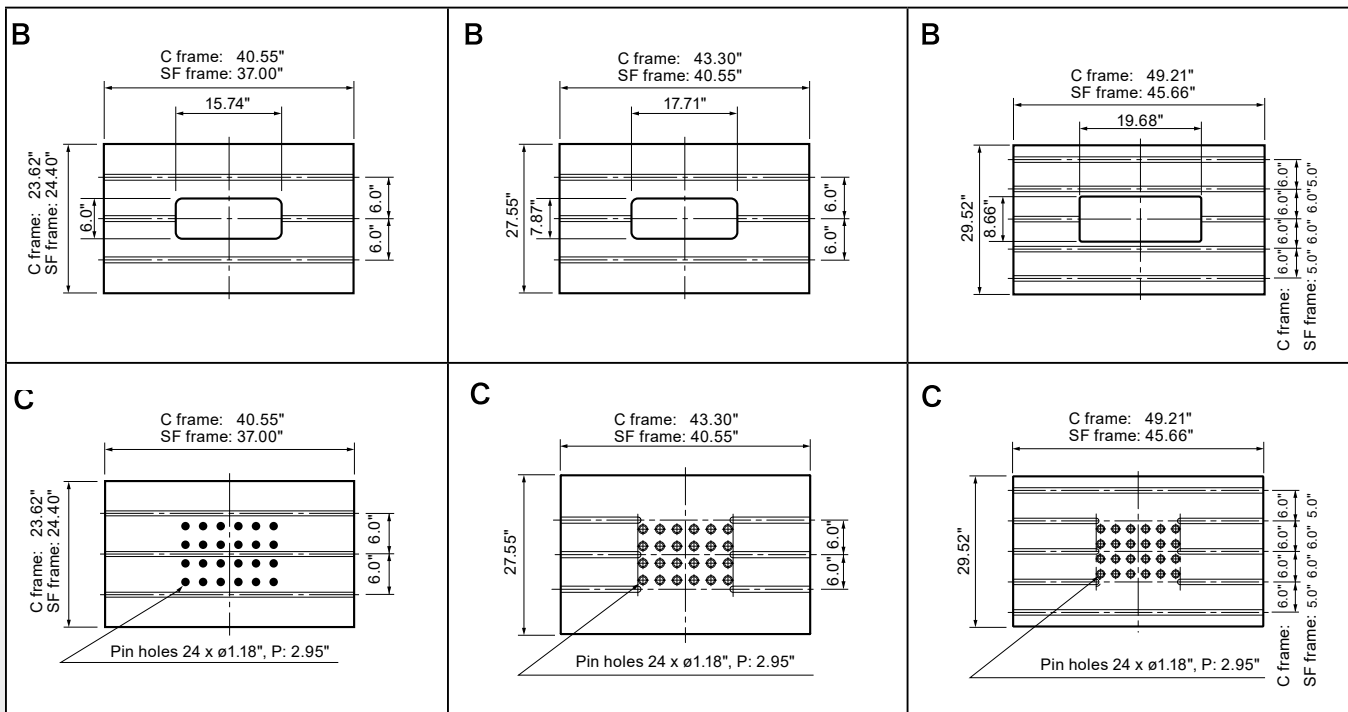 B
C frame: 40.55"
SF frame: 37.00"
15.74"
C frame: 23.62"
SF frame: 24.40"
6.0"
6.0"
6.0"
B
C frame: 43.30"
SF frame: 40.55"
17.71"
27.55"
7.87"
6.0"
6.0"
B
C frame: 49.21"
SF frame: 45.66"
19.68"
29.52"
8.66"
C frame: 6.0" 6.0" 6.0" 6.0"
SF frame: 5.0" 6.0" 6.0" 5.0"
C
C frame: 40.55"
SF frame: 37.00"
C frame: 23.62"
SF frame: 24.40"
6.0"
6.0"
Pin holes 24 x ø1.18", P: 2.95"
C
C frame: 43.30"
SF frame: 40.55"
27.55"
6.0"
6.0"
Pin holes 24 x ø1.18", P: 2.95"
C
C frame: 49.21"
SF frame: 45.66"
29.52"
C frame: 6.0" 6.0" 6.0" 6.0"
SF frame: 5.0" 6.0" 6.0" 5.0"
Pin holes 24 x ø1.18", P: 2.95"